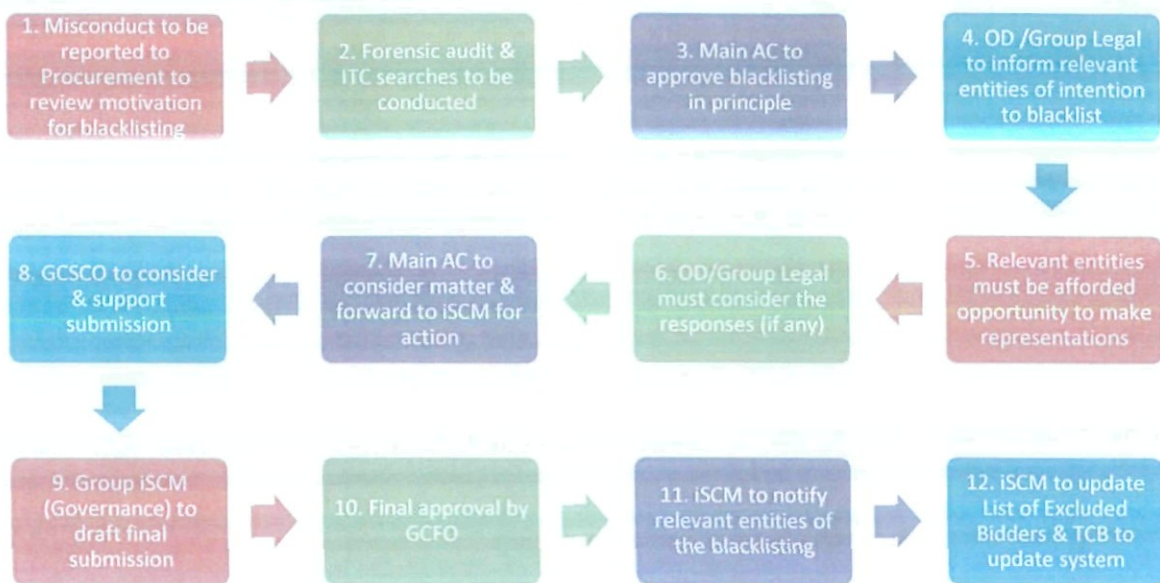 1. Misconduct to be
reported to
Procurement to
review motivation
for blacklisting
2. Forensic audit &
ITC searches to be
conducted
3. Main AC to
approve blacklisting
in principle
4. OD /Group Legal
to inform relevant
entities of intention
to blacklist
5. Relevant entities
must be afforded
opportunity to make
representations
6. OD/Group Legal
must consider the
responses (if any)
7. Main AC to
consider matter &
forward to iSCM for
action
8. GCSCO to consider
& support
submission
9. Group iSCM
(Governance) to
draft final
submission
10. Final approval by
GCFO
11. iSCM to notify
relevant entities of
the blacklisting
12. iSCM to update
List of Excluded
Bidders & TCB to
update system